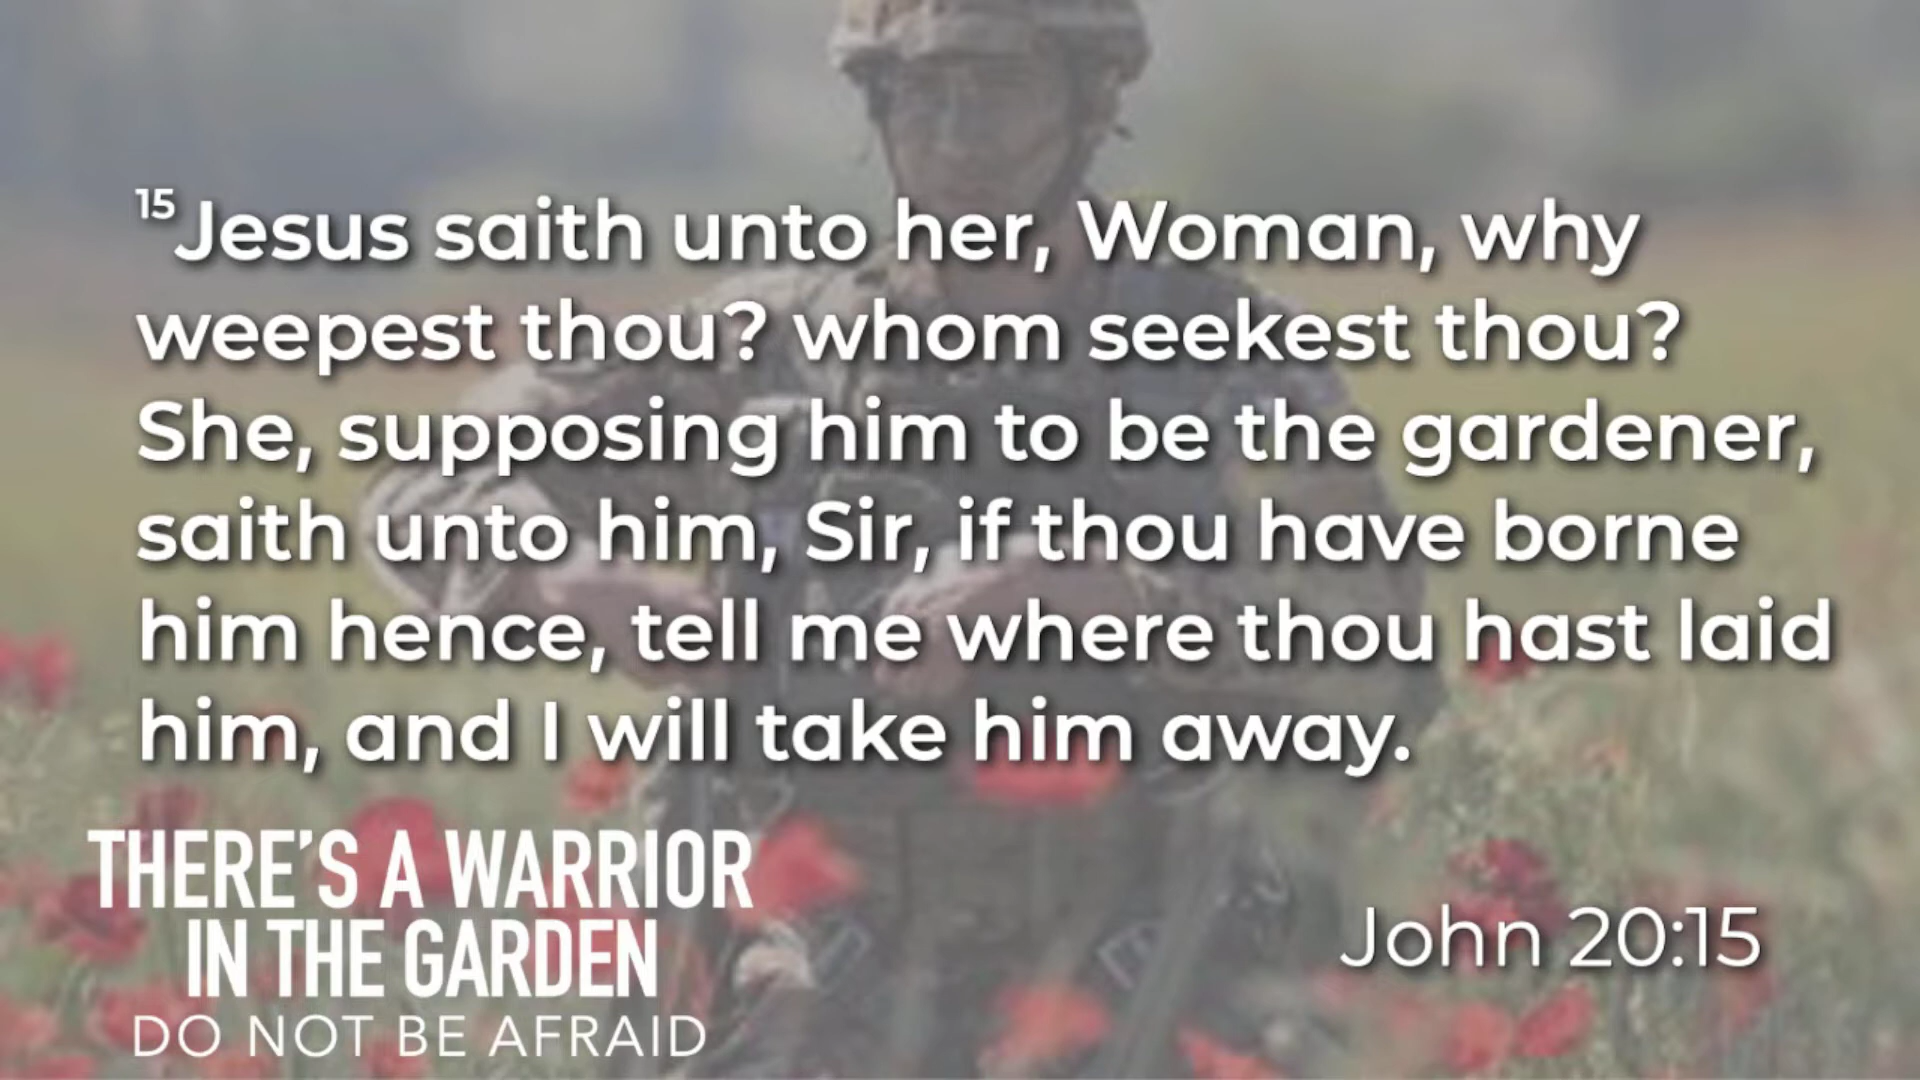 15 Jesus saith unto her, Woman, why
weepest thou? whom seekest thou?
She, supposing him to be the gardener,
saith unto him, Sir, if thou have borne
him hence, tell me where thou hast laid
him, and I will take him away.
THERE'S A WARRIOR
IN THE GARDEN
DO NOT BE AFRAID
John 20:15